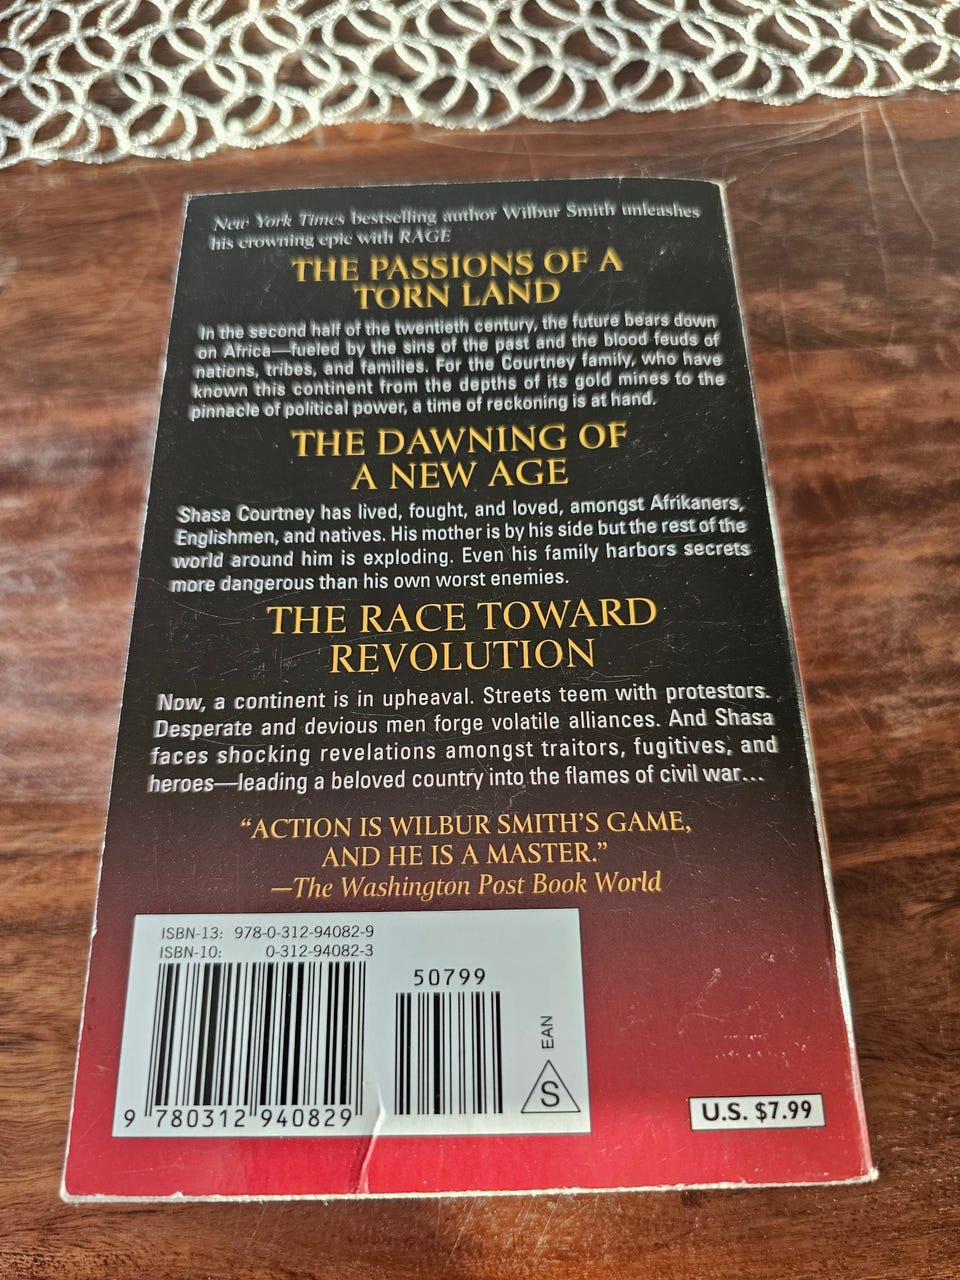 New York Times bestselling author Wilbur Smith unleashes
his crowning epic with RAGE
THE PASSIONS OF A
TORN LAND
In the second half of the twentieth century, the future bears down
on Africa—fueled by the sins of the past and the blood feuds of
nations, tribes, and families. For the Courtney family, who have
known this continent from the depths of its gold mines to the
pinnacle of political power, a time of reckoning is at hand.
THE DAWNING OF
A NEW AGE
Shasa Courtney has lived, fought, and loved, amongst Afrikaners,
Englishmen, and natives. His mother is by his side but the rest of the
world around him is exploding. Even his family harbors secrets
more dangerous than his own worst enemies.
THE RACE TOWARD
REVOLUTION
Now, a continent is in upheaval. Streets teem with protestors.
Desperate and devious men forge volatile alliances. And Shasa
faces shocking revelations amongst traitors, fugitives, and
heroes—leading a beloved country into the flames of civil war...
“ACTION IS WILBUR SMITH’S GAME,
AND HE IS A MASTER.”
—The Washington Post Book World
ISBN-13: 978-0-312-94082-9
ISBN-10: 0-312-94082-3
50799
EAN
S
9 780312 940829
U.S. $7.99